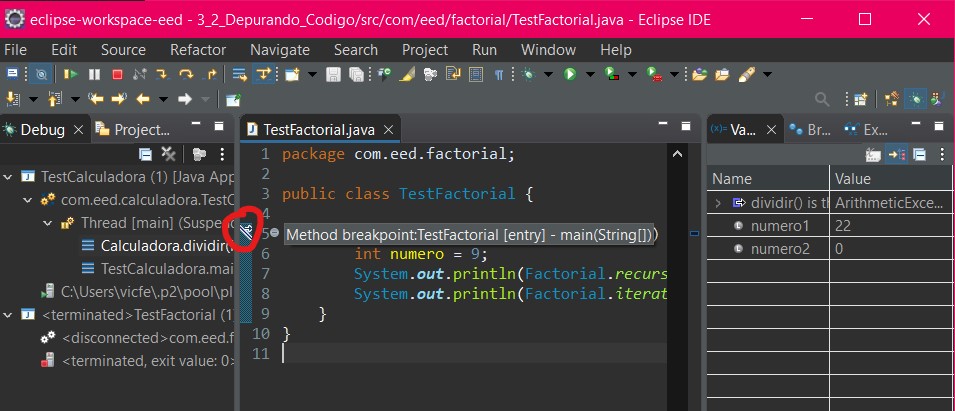 eclipse-workspace-eed - 3_2_Depurando_Codigo/src/com/eed/factorial/TestFactorial.java - Eclipse IDE
File Edit Source Refactor Navigate Search Project Run Window Help
Debug
Project...
TestCalculadora (1) [Java App
com.eed.calculadora.TestC
Thread [main] (Suspend
Calculadora.dividir(
TestCalculadora.mai
C:\Users\vicfe\.p2\pool\pl
<terminated>TestFactorial (1
<disconnected>com.eed.f
<terminated, exit value: 0>
TestFactorial.java
1 package com.eed.factorial;
2
3 public class TestFactorial {
4
5 Method breakpoint:TestFactorial [entry] - main(String[])
6 int numero = 9;
7 System.out.println(Factorial.recurs
8 System.out.println(Factorial.iterat
9 }
10 }
11
Va...
Br...
Ex...
Name Value
dividir() is th ArithmeticExce...
numero1 22
numero2 0